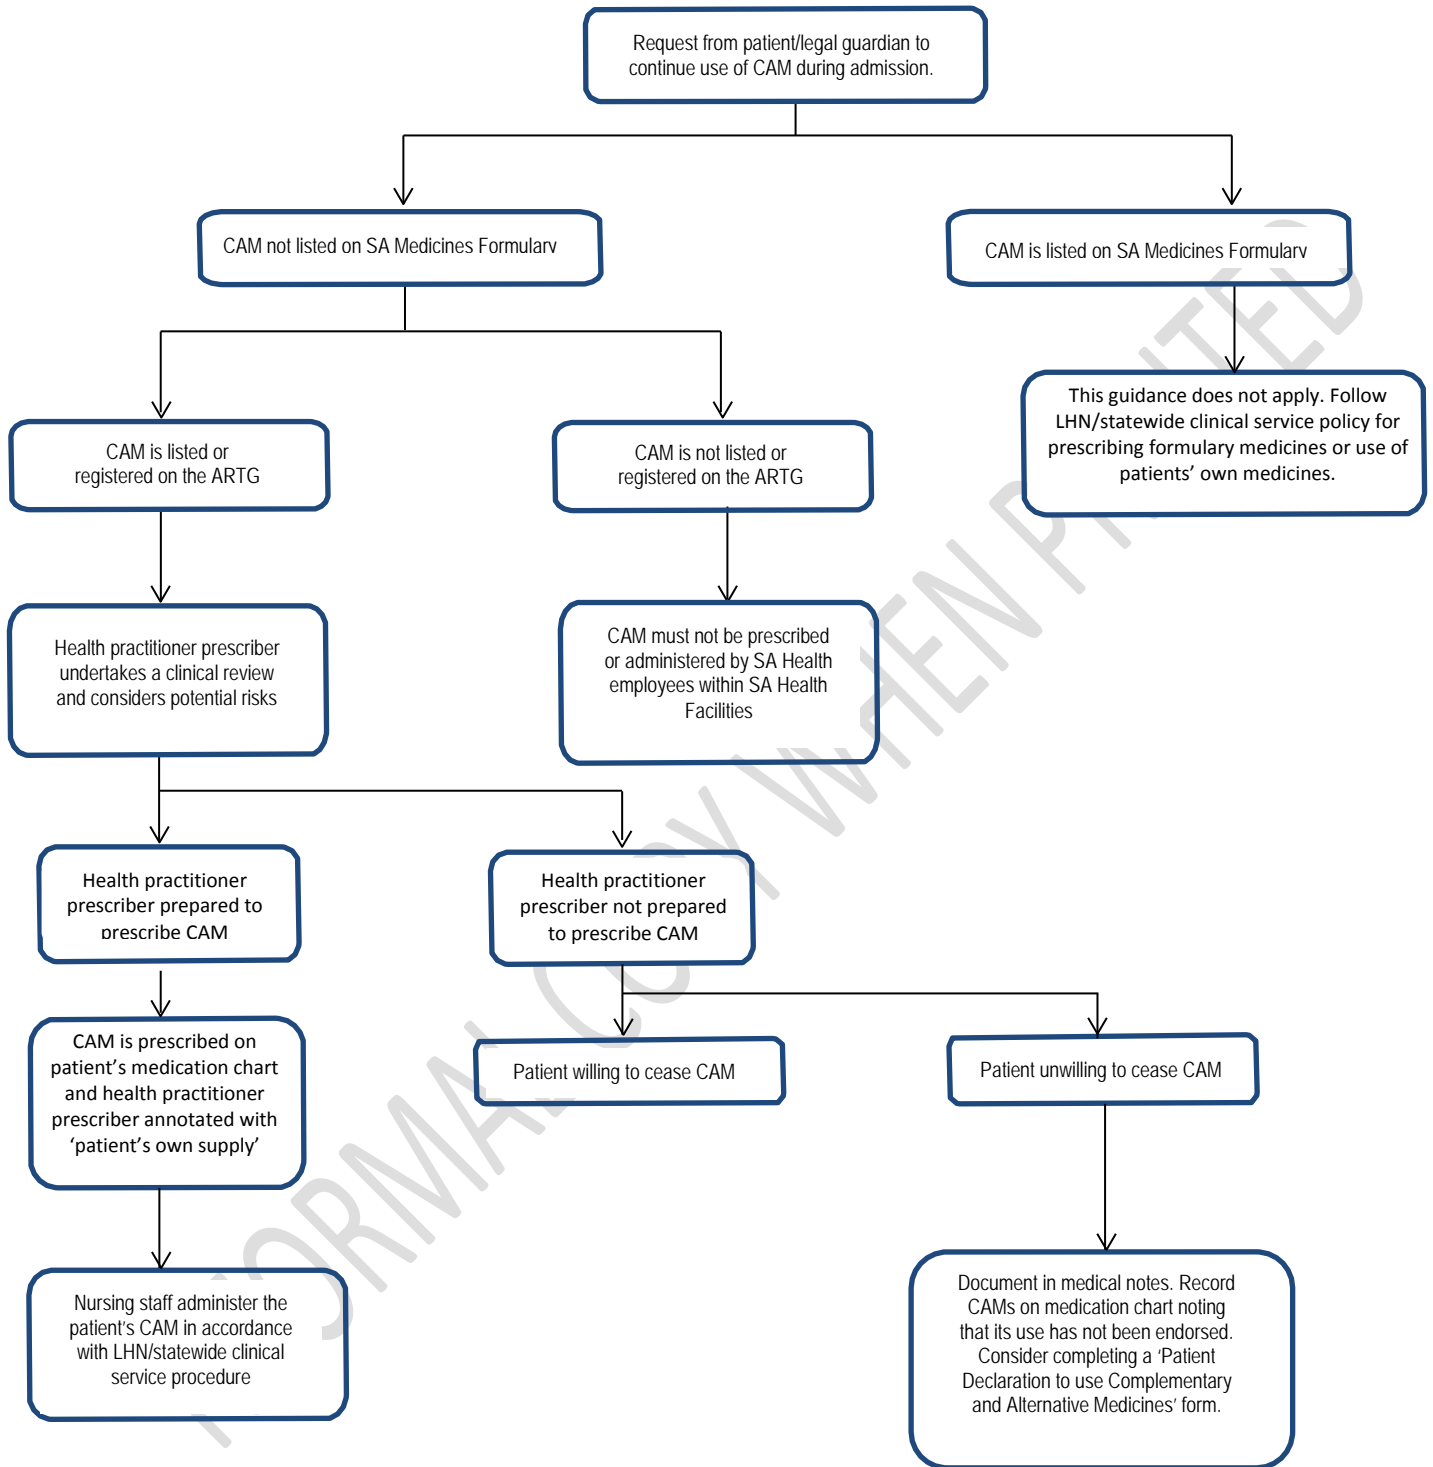 Request from patient/legal guardian to
continue use of CAM during admission.
CAM not listed on SA Medicines Formulary
CAM is listed on SA Medicines Formulary
This guidance does not apply. Follow
LHN/statewide clinical service policy for
prescribing formulary medicines or use of
patients’ own medicines.
CAM is listed or
registered on the ARTG
CAM is not listed or
registered on the ARTG
Health practitioner prescriber
undertakes a clinical review
and considers potential risks
CAM must not be prescribed
or administered by SA Health
employees within SA Health
Facilities
Health practitioner
prescriber prepared to
prescribe CAM
Health practitioner
prescriber not prepared
to prescribe CAM
CAM is prescribed on
patient’s medication chart
and health practitioner
prescriber annotated with
‘patient’s own supply’
Patient willing to cease CAM
Patient unwilling to cease CAM
Nursing staff administer the
patient’s CAM in accordance
with LHN/statewide clinical
service procedure
Document in medical notes. Record
CAMs on medication chart noting
that its use has not been endorsed.
Consider completing a ‘Patient
Declaration to use Complementary
and Alternative Medicines’ form.
COPY WHEN